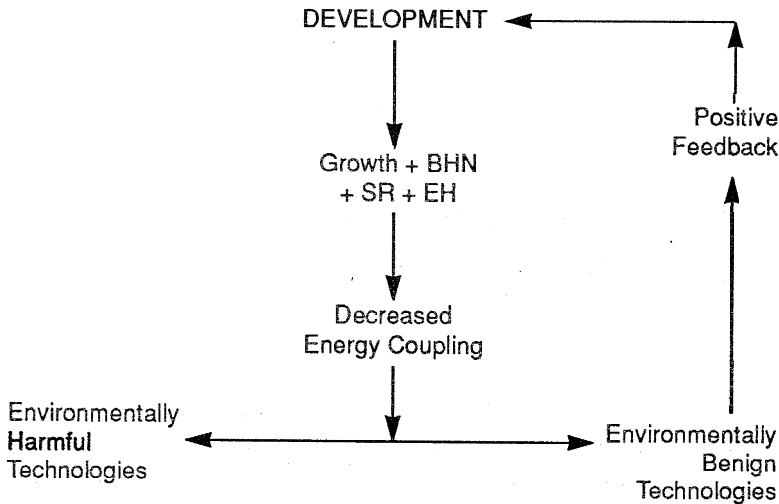 DEVELOPMENT
Positive
Feedback
Growth + BHN
+ SR + EH
Decreased
Energy Coupling
Environmentally
Harmful
Technologies
Environmentally
Benign
Technologies